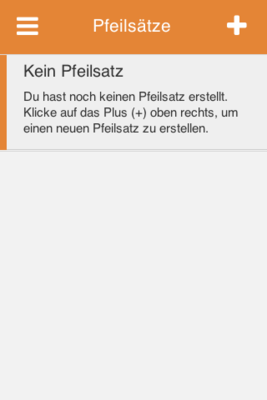 Pfeilsätze
Kein Pfeilsatz
Du hast noch keinen Pfeilsatz erstellt.
Klicke auf das Plus (+) oben rechts, um
einen neuen Pfeilsatz zu erstellen.